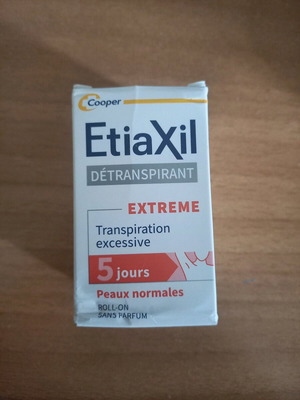 Cooper
EtiaXil
DÉTRANSPIRANT
EXTREME
Transpiration
excessive
5 jours
Peaux normales
ROLL-ON
SANS PARFUM